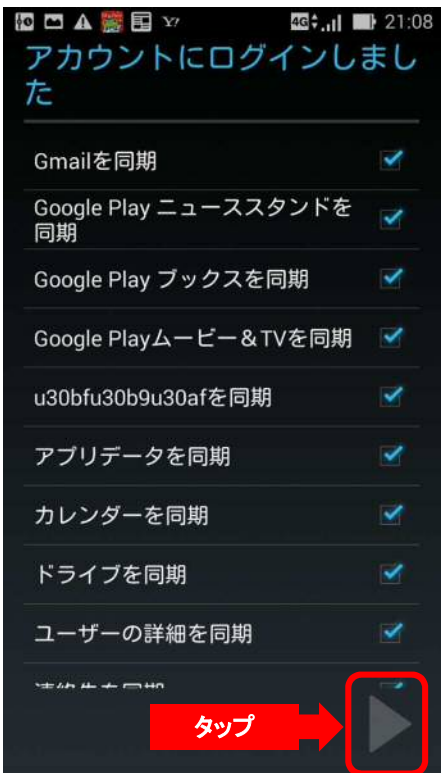 Y?
4G
21:08
アカウントにログインしまし
た
Gmailを同期
Google Play ニューススタンドを
同期
Google Play ブックスを同期
Google Playムービー＆TVを同期
u30bfu30b9u30afを同期
アプリデータを同期
カレンダーを同期
ドライブを同期
ユーザーの詳細を同期
連絡先を同期
タップ